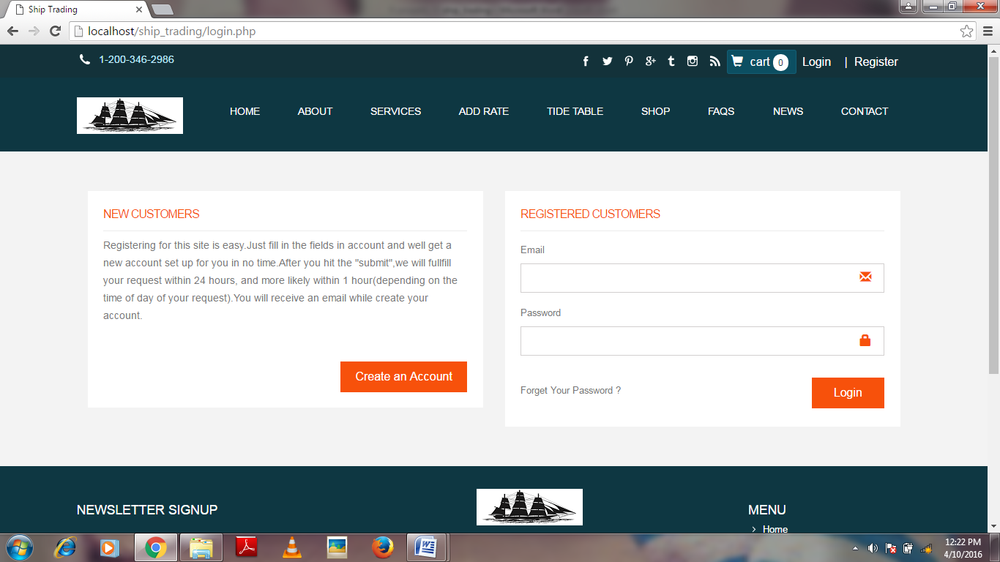 Ship Trading
localhost/ship_trading/login.php
1-200-346-2986
cart 0
Login | Register
HOME ABOUT SERVICES ADD RATE TIDE TABLE SHOP FAQS NEWS CONTACT
NEW CUSTOMERS
Registering for this site is easy.Just fill in the fields in account and well get a
new account set up for you in no time.After you hit the "submit",we will fullfill
your request within 24 hours, and more likely within 1 hour(depending on the
time of day of your request).You will receive an email while create your
account.
Create an Account
REGISTERED CUSTOMERS
Email
Password
Forget Your Password ?
Login
NEWSLETTER SIGNUP
MENU
Home
12:22 PM
4/10/2016